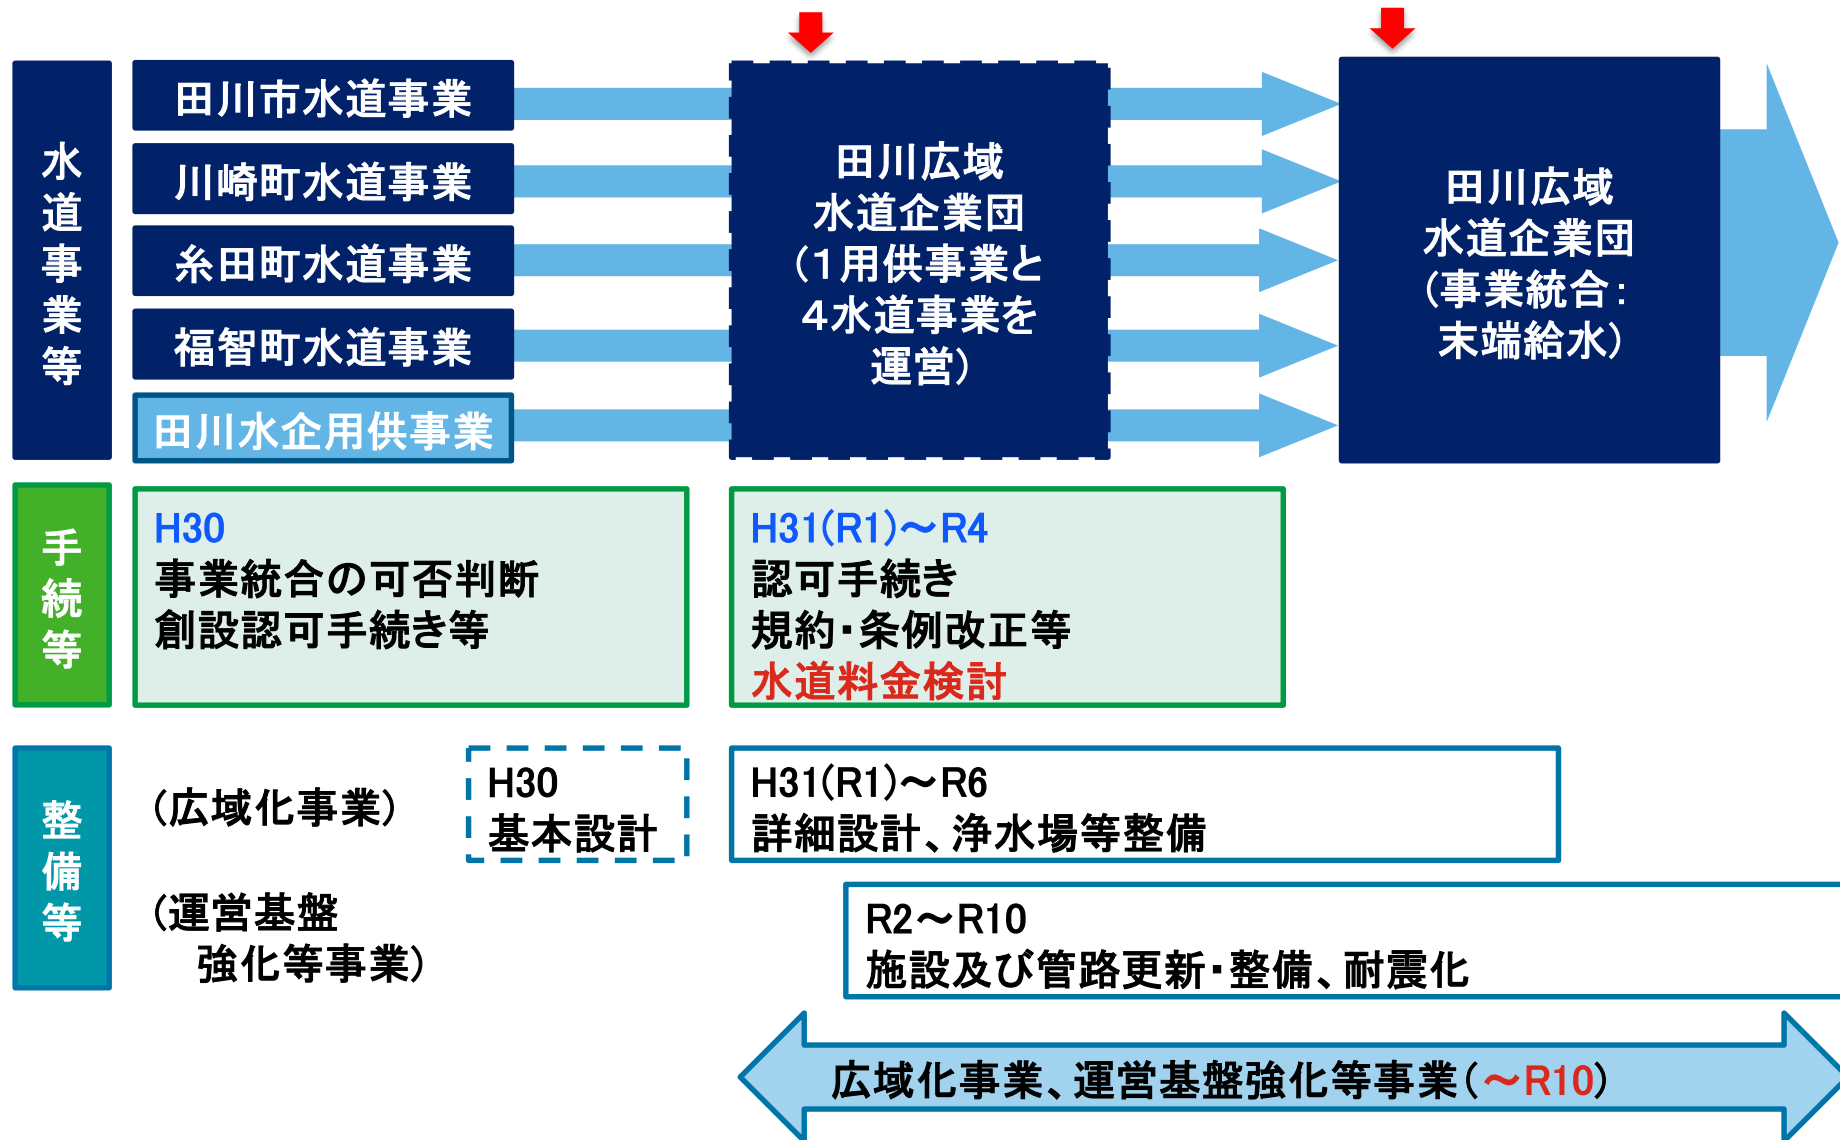 水道事業等
田川市水道事業
川崎町水道事業
糸田町水道事業
福智町水道事業
田川水企用供事業
田川広域
水道企業団
(1用供事業と
4水道事業を
運営)
田川広域
水道企業団
(事業統合:
末端給水)
手続等
H30
事業統合の可否判断
創設認可手続き等
H31(R1)～R4
認可手続き
規約・条例改正等
水道料金検討
整備等
(広域化事業)
H30
基本設計
H31(R1)～R6
詳細設計、浄水場等整備
(運営基盤
強化等事業)
R2～R10
施設及び管路更新・整備、耐震化
広域化事業、運営基盤強化等事業(～R10)